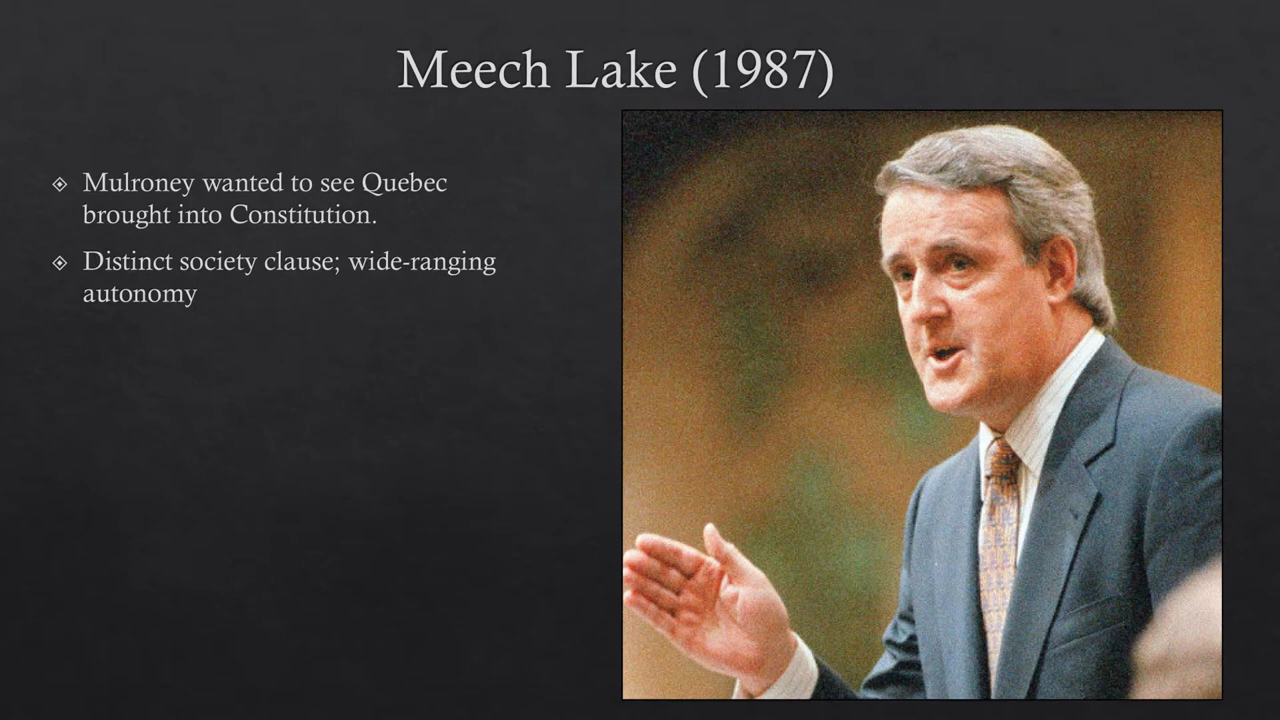 Meech Lake (1987)
Mulroney wanted to see Quebec
brought into Constitution.
Distinct society clause; wide-ranging
autonomy